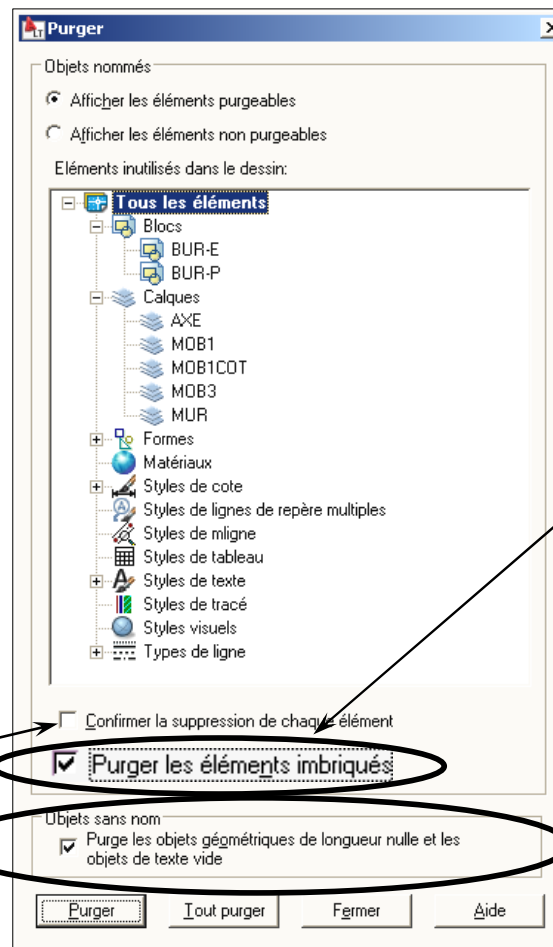 Purger
Objets nommés
Afficher les éléments purgeables
Afficher les éléments non purgeables
Eléments inutilisés dans le dessin:
Tous les éléments
Blocs
BUR-E
BUR-P
Calques
AXE
MOB1
MOB1COT
MOB3
MUR
Formes
Matériaux
Styles de cote
Styles de lignes de repère multiples
Styles de mligne
Styles de tableau
Styles de texte
Styles de tracé
Styles visuels
Types de ligne
Confirmer la suppression de chaque élément
Purger les éléments imbriqués
Objets sans nom
Purge les objets géométriques de longueur nulle et les
objets de texte vide
Purger Tout purger Fermer Aide